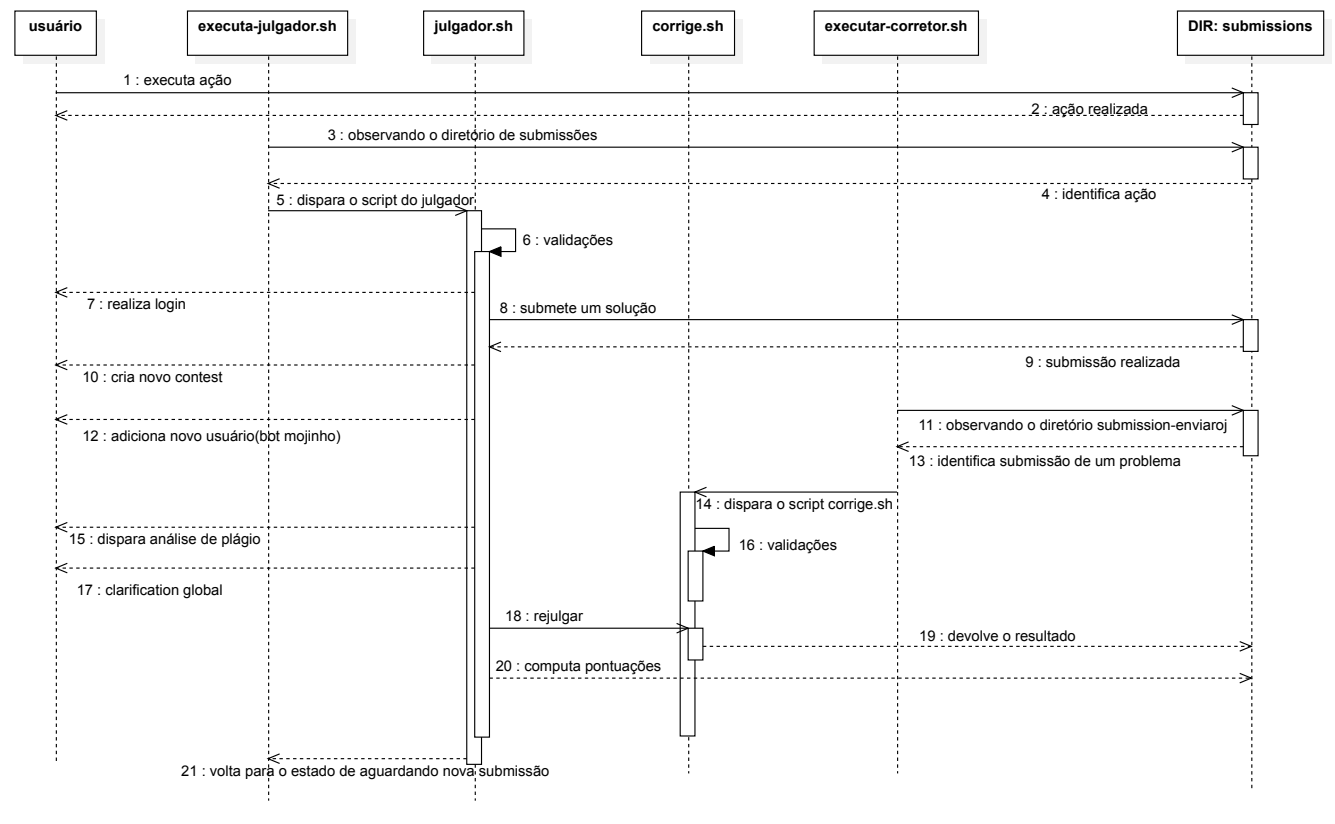 usuário
executa-julgador.sh
julgador.sh
corrige.sh
executar-corretor.sh
DIR: submissions
1 : executa ação
2 : ação realizada
3 : observando o diretório de submissões
4 : identifica ação
5 : dispara o script do julgador
6 : validações
7 : realiza login
8 : submete um solução
9 : submissão realizada
10 : cria novo contest
11 : observando o diretório submission-enviaroj
12 : adiciona novo usuário(bot mojinho)
13 : identifica submissão de um problema
14 : dispara o script corrige.sh
15 : dispara análise de plágio
16 : validações
17 : clarification global
18 : rejulgar
19 : devolve o resultado
20 : computa pontuações
21 : volta para o estado de aguardando nova submissão